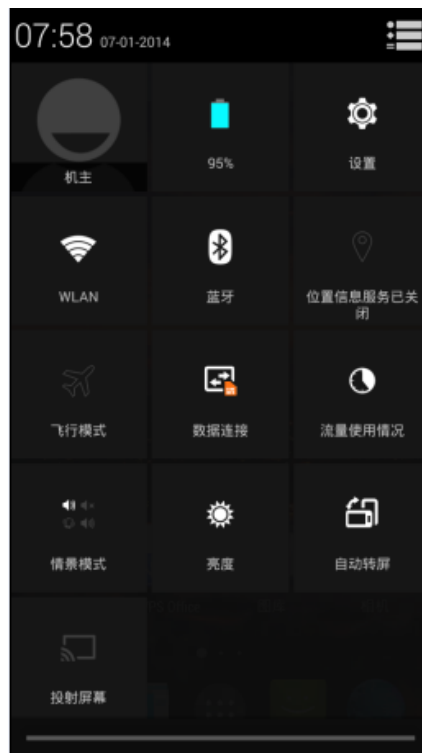 07:58 07-01-2014
机主
95%
设置
WLAN
蓝牙
位置信息服务已关
闭
飞行模式
数据连接
流量使用情况
情景模式
亮度
自动转屏
投射屏幕